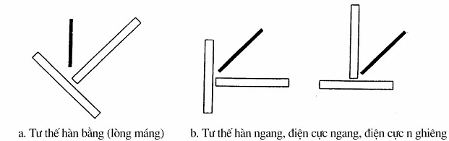 a. Tư thế hàn bằng (lòng máng) b. Tư thế hàn ngang, điện cực ngang, điện cực n ghiêng